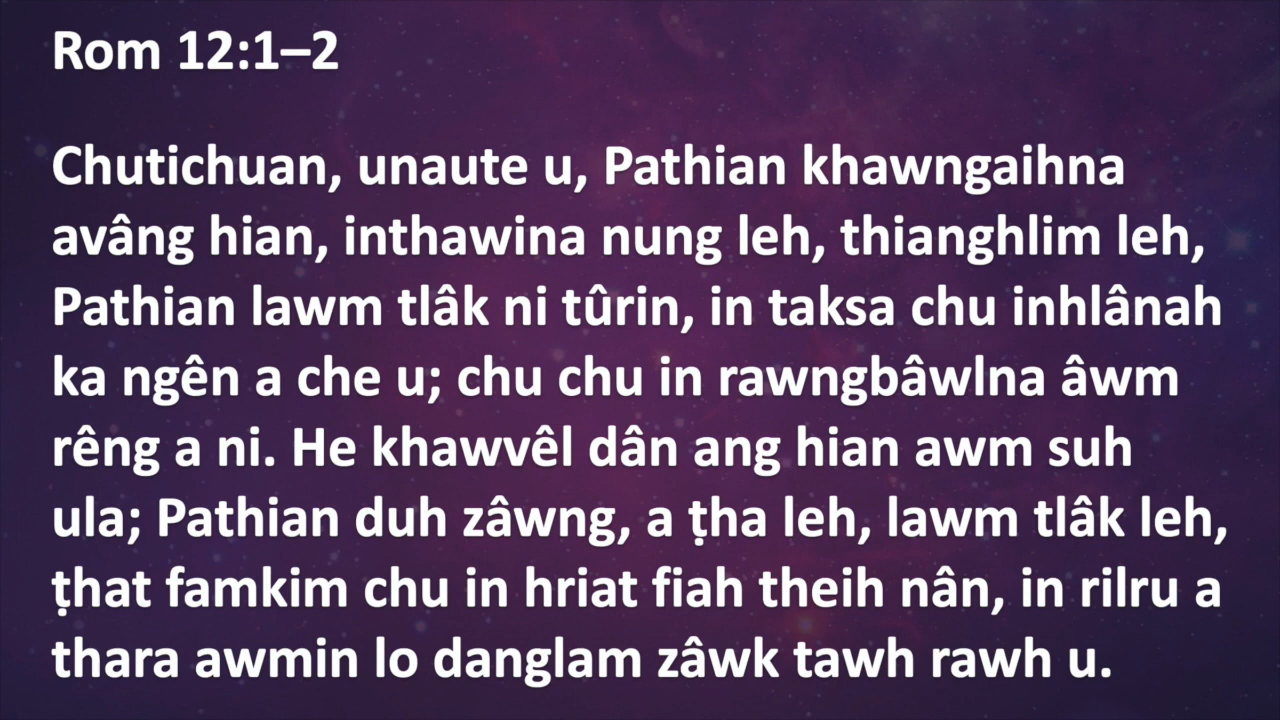 Rom 12:1–2
Chutichuan, unaute u, Pathian khawngaihna
avâng hian, inthawina nung leh, thianghlim leh,
Pathian lawm tlâk ni tûrin, in taksa chu inhlânah
ka ngên a che u; chu chu in rawngbâwlna âwm
rêng a ni. He khawvêl dân ang hian awm suh
ula; Pathian duh zâwng, a ṭha leh, lawm tlâk leh,
ṭhat famkim chu in hriat fiah theih nân, in rilru a
thara awmin lo danglam zâwk tawh rawh u.